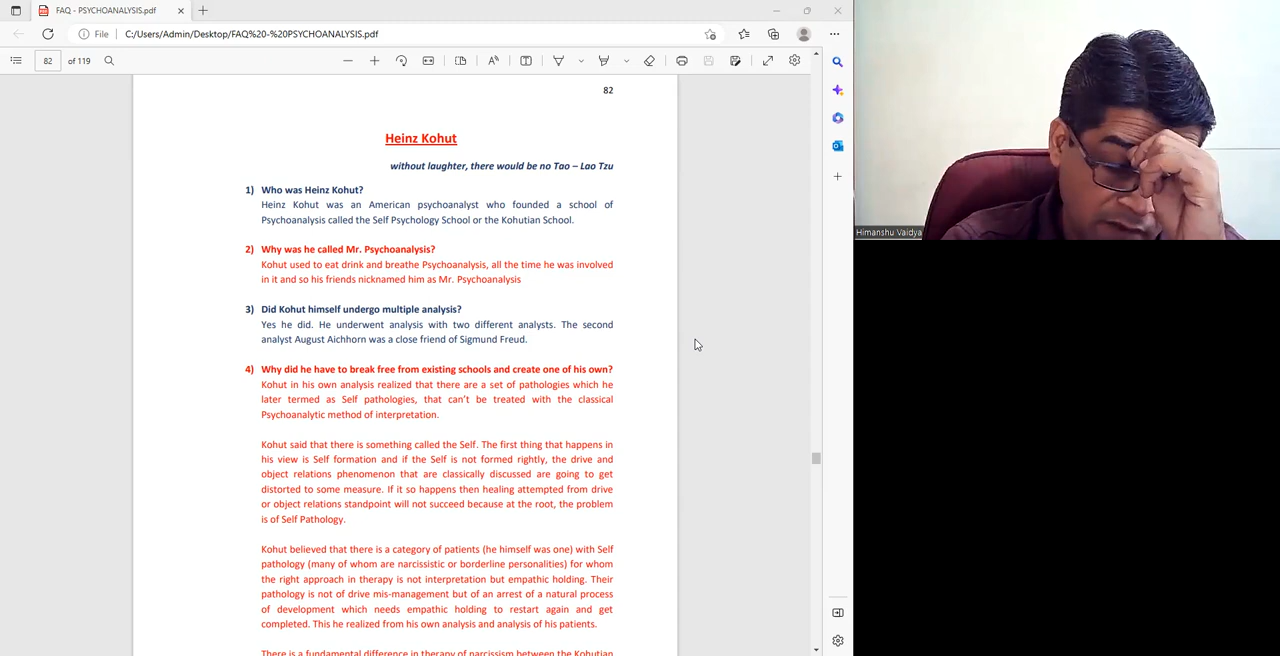 FAQ - PSYCHOANALYSIS.pdf
File
C:/Users/Admin/Desktop/FAQ%20-%20PSYCHOANALYSIS.pdf
82 of 119
82
Heinz Kohut
without laughter, there would be no Tao – Lao Tzu
1) Who was Heinz Kohut?
Heinz Kohut was an American psychoanalyst who founded a school of
Psychoanalysis called the Self Psychology School or the Kohutian School.
2) Why was he called Mr. Psychoanalysis?
Kohut used to eat drink and breathe Psychoanalysis, all the time he was involved
in it and so his friends nicknamed him as Mr. Psychoanalysis
3) Did Kohut himself undergo multiple analysis?
Yes he did. He underwent analysis with two different analysts. The second
analyst August Aichhorn was a close friend of Sigmund Freud.
4) Why did he have to break free from existing schools and create one of his own?
Kohut in his own analysis realized that there are a set of pathologies which he
later termed as Self pathologies, that can't be treated with the classical
Psychoanalytic method of interpretation.
Kohut said that there is something called the Self. The first thing that happens in
his view is Self formation and if the Self is not formed rightly, the drive and
object relations phenomenon that are classically discussed are going to get
distorted to some measure. If it so happens then healing attempted from drive
or object relations standpoint will not succeed because at the root, the problem
is of Self Pathology.
Kohut believed that there is a category of patients (he himself was one) with Self
pathology (many of whom are narcissistic or borderline personalities) for whom
the right approach in therapy is not interpretation but empathic holding. Their
pathology is not of drive mis-management but of an arrest of a natural process
of development which needs empathic holding to restart again and get
completed. This he realized from his own analysis and analysis of his patients.
There is a fundamental difference in therapy of narcissism between the Kohutian
Himanshu Vaidya